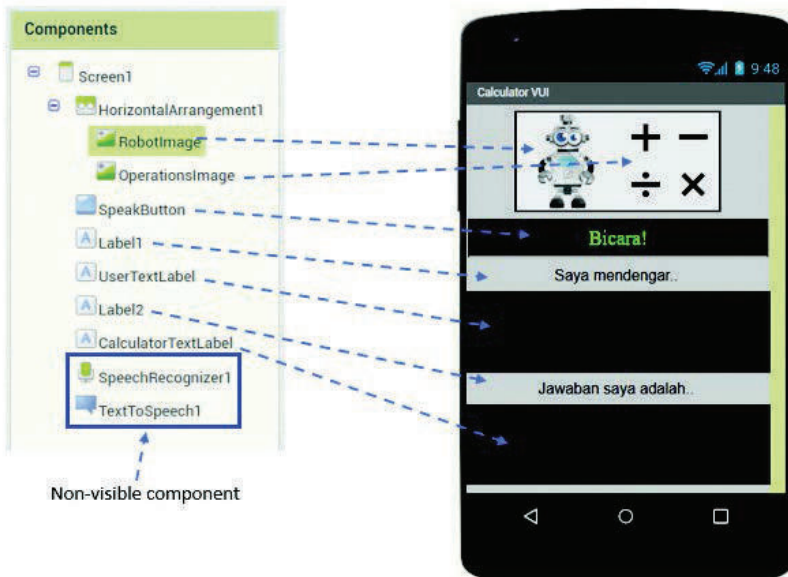 Components
Screen1
HorizontalArrangement1
RobotImage
OperationsImage
SpeakButton
A Label1
A UserTextLabel
A Label2
A CalculatorTextLabel
SpeechRecognizer1
TextToSpeech1
Non-visible component
9:48
Calculator VUI
+ −
÷ ×
Bicara!
Saya mendengar..
Jawaban saya adalah..